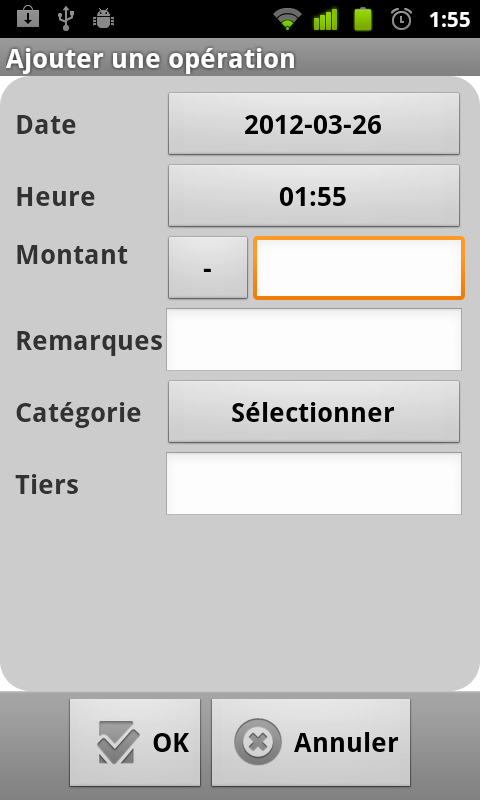 1:55
Ajouter une opération
Date 2012-03-26
Heure 01:55
Montant -
Remarques
Catégorie Sélectionner
Tiers
OK Annuler